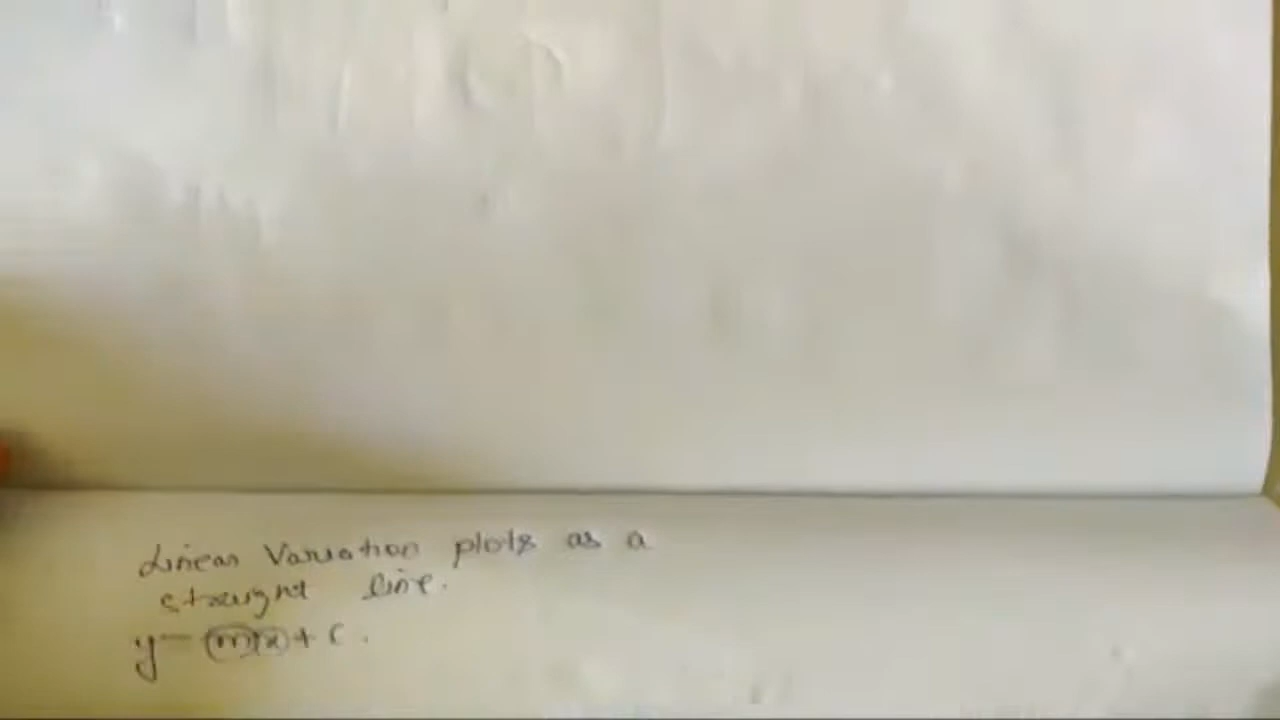 Linear Variation plots as a
straight line.
y = mx + c.